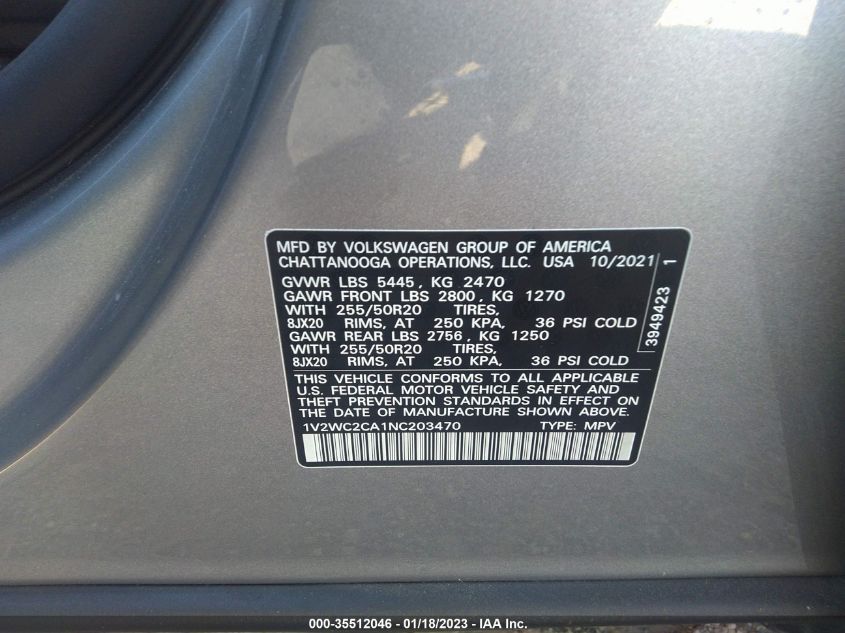 MFD BY VOLKSWAGEN GROUP OF AMERICA
CHATTANOOGA OPERATIONS, LLC. USA 10/2021
GVWR LBS 5445, KG 2470
GAWR FRONT LBS 2800, KG 1270
WITH 255/50R20 TIRES,
8JX20 RIMS, AT 250 KPA, 36 PSI COLD
GAWR REAR LBS 2756, KG 1250
WITH 255/50R20 TIRES,
8JX20 RIMS, AT 250 KPA, 36 PSI COLD
THIS VEHICLE CONFORMS TO ALL APPLICABLE
U.S. FEDERAL MOTOR VEHICLE SAFETY AND
THEFT PREVENTION STANDARDS IN EFFECT ON
THE DATE OF MANUFACTURE SHOWN ABOVE.
1V2WC2CA1NC203470 TYPE: MPV
3949423 1
000-35512046 - 01/18/2023 - IAA Inc.